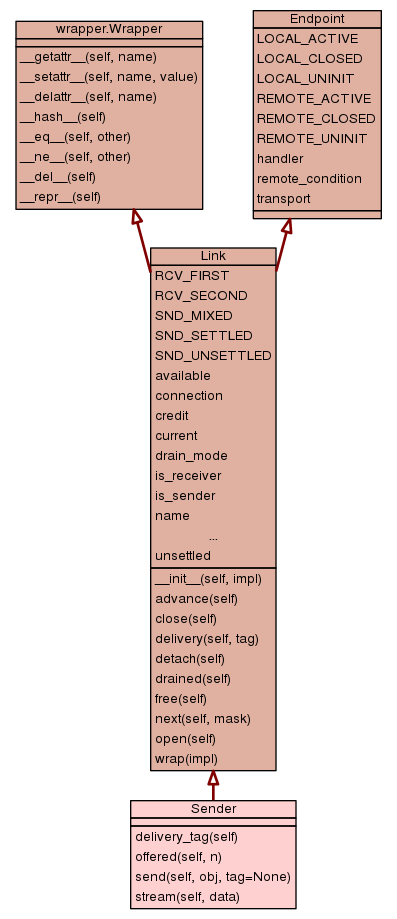 wrapper.Wrapper
__getattr__(self, name)
__setattr__(self, name, value)
__delattr__(self, name)
__hash__(self)
__eq__(self, other)
__ne__(self, other)
__del__(self)
__repr__(self)
Endpoint
LOCAL_ACTIVE
LOCAL_CLOSED
LOCAL_UNINIT
REMOTE_ACTIVE
REMOTE_CLOSED
REMOTE_UNINIT
handler
remote_condition
transport
Link
RCV_FIRST
RCV_SECOND
SND_MIXED
SND_SETTLED
SND_UNSETTLED
available
connection
credit
current
drain_mode
is_receiver
is_sender
name
...
unsettled
__init__(self, impl)
advance(self)
close(self)
delivery(self, tag)
detach(self)
drained(self)
free(self)
next(self, mask)
open(self)
wrap(impl)
Sender
delivery_tag(self)
offered(self, n)
send(self, obj, tag=None)
stream(self, data)